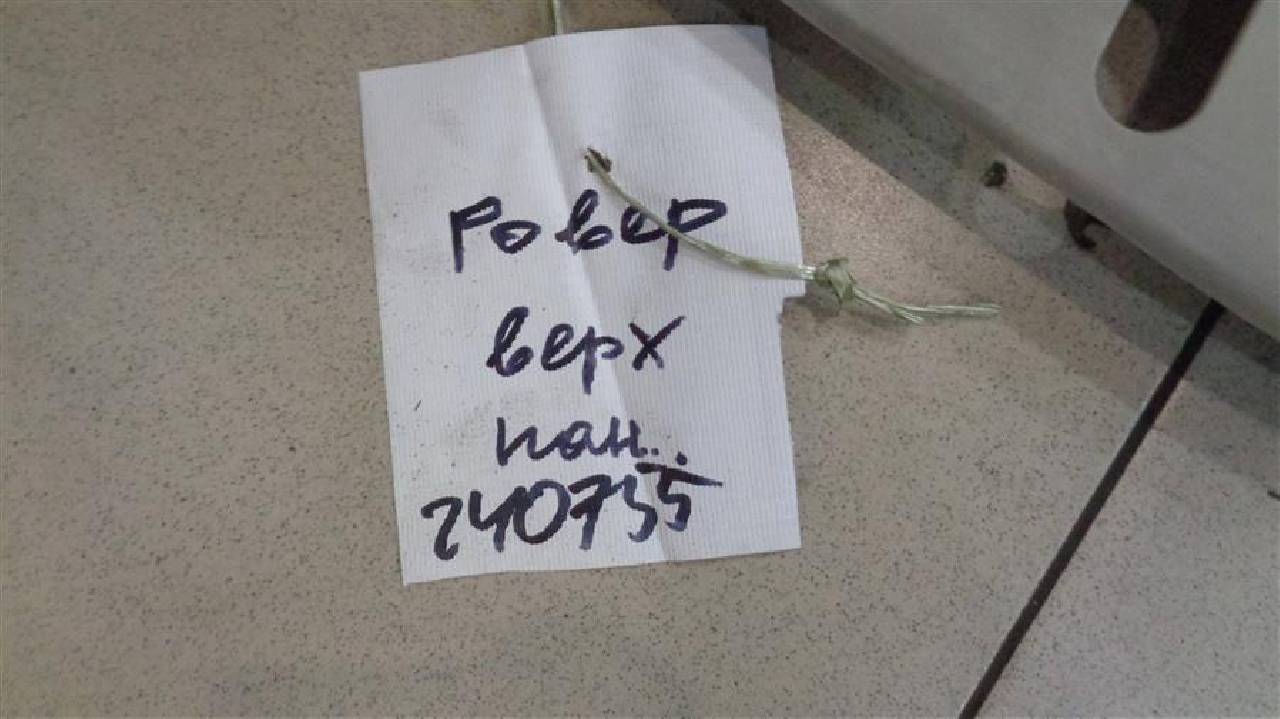 Ровер
верх
пан..
240735